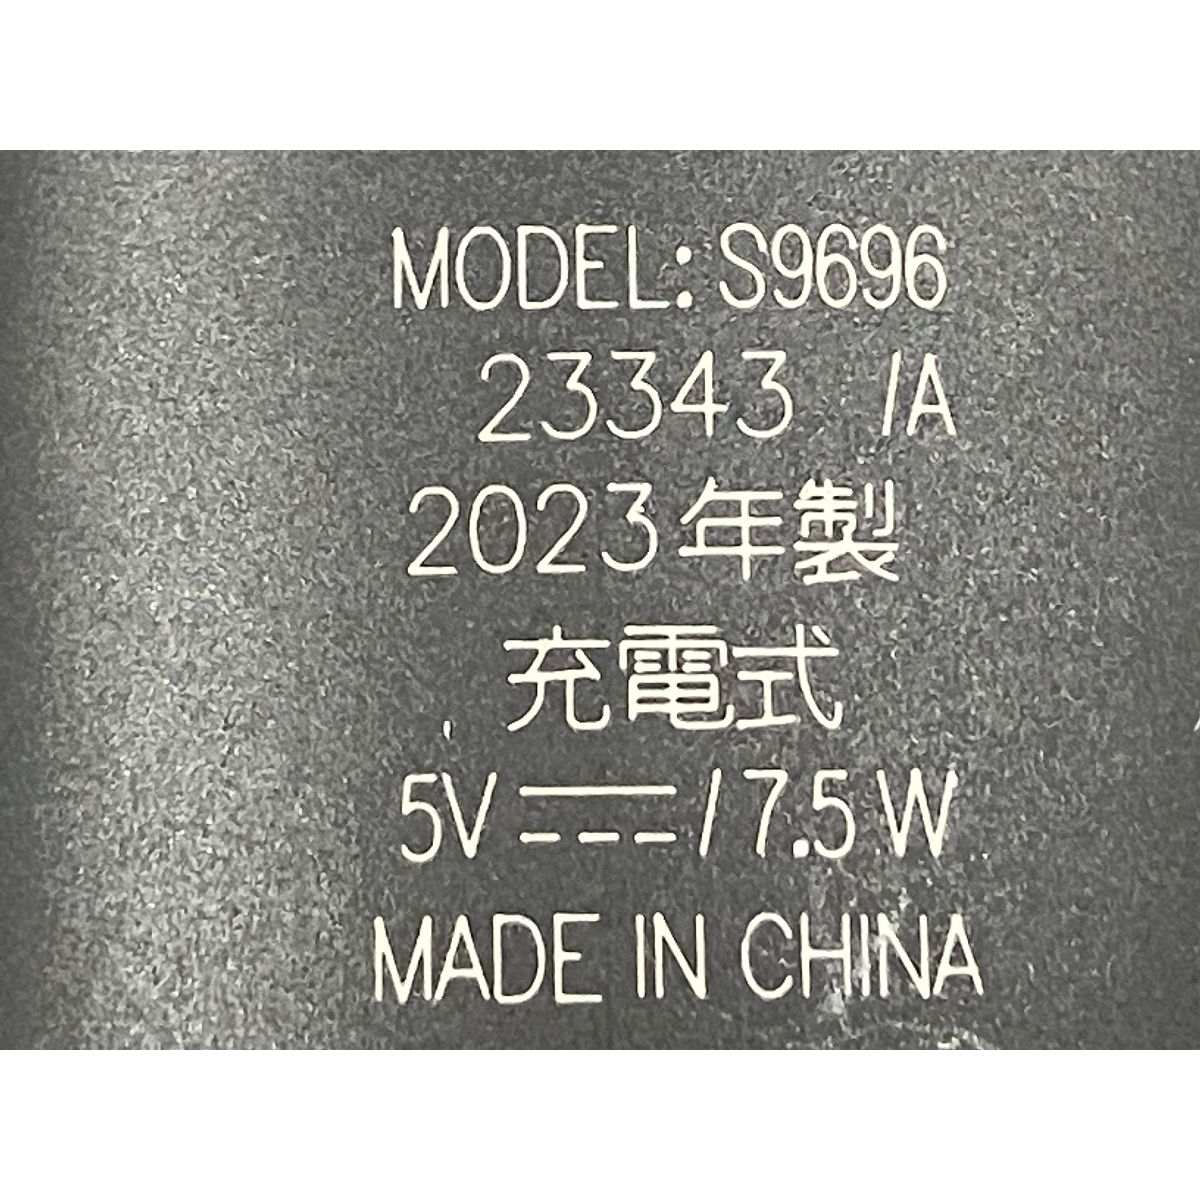 MODEL: S9696
23343 /A
2023年製
充電式
5V ⎓ / 7.5 W
MADE IN CHINA